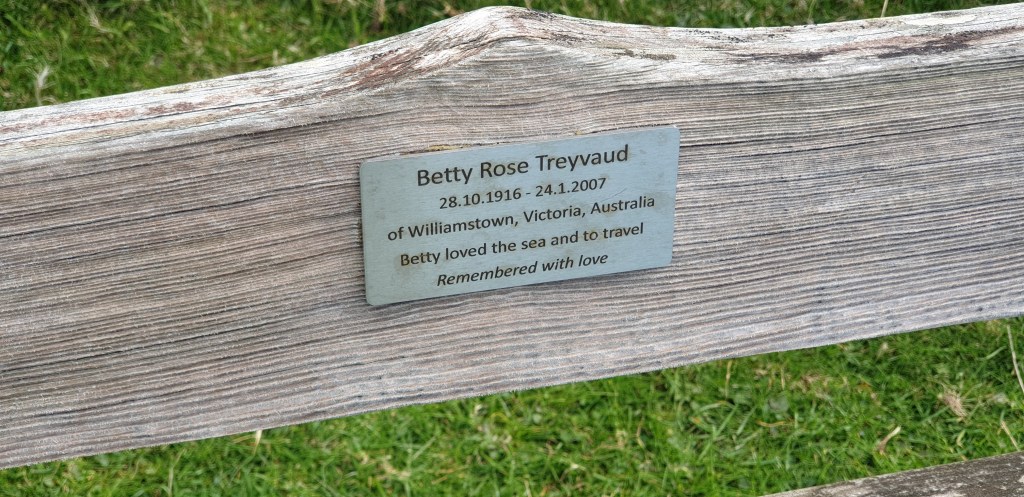 Betty Rose Treyvaud
28.10.1916 - 24.1.2007
of Williamstown, Victoria, Australia
Betty loved the sea and to travel
Remembered with love